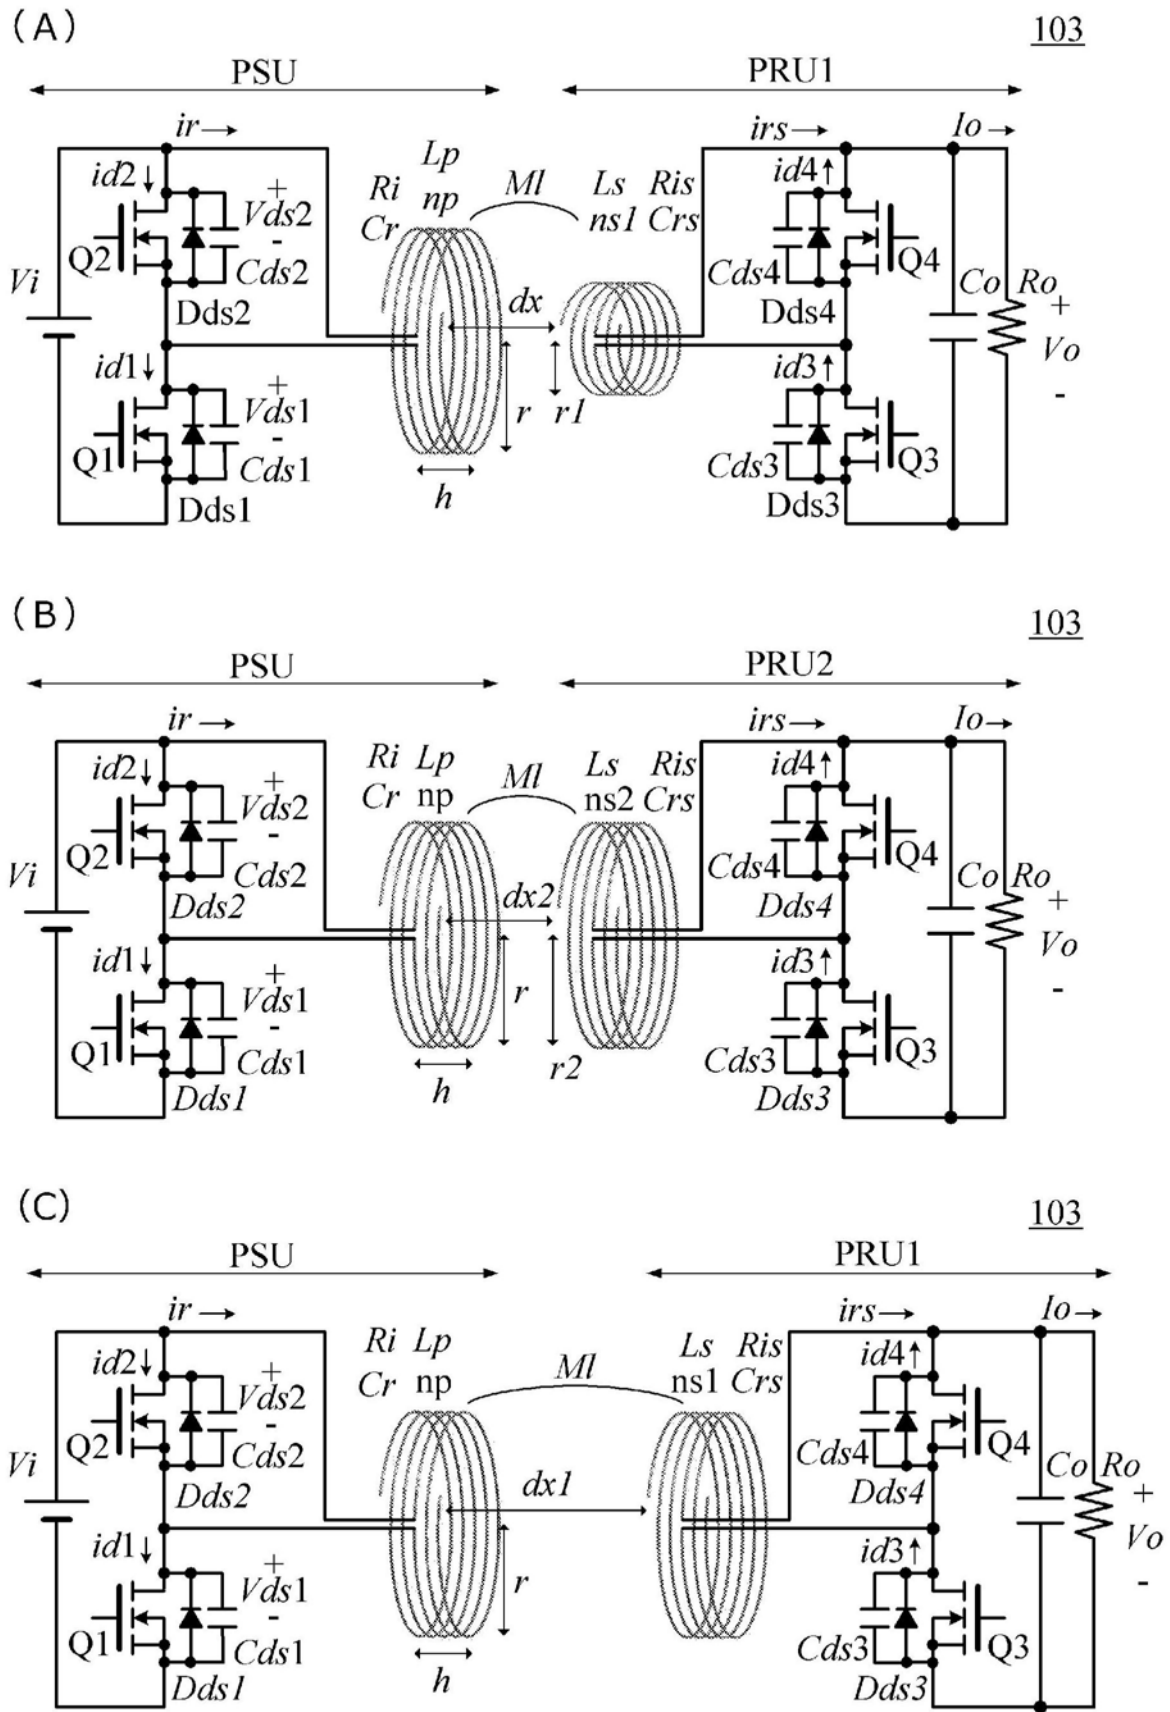 (A)
103
PSU
PRU1
ir
irs
Io
Lp
id2
+
Ri
np
Ml
Ls
Ris
id4
Vds2
Cr
ns1
Crs
-
Q2
Cds2
Cds4
Q4
Vi
Dds2
dx
Dds4
Co
Ro
+
Vo
id1
+
id3
-
Vds1
r
r1
-
Q1
Cds1
Cds3
Q3
Dds1
h
Dds3
(B)
103
PSU
PRU2
ir
irs
Io
id2
+
Ri
Lp
Ml
Ls
Ris
id4
Vds2
Cr
np
ns2
Crs
-
Q2
Cds2
Cds4
Q4
Vi
Dds2
dx2
Dds4
Co
Ro
+
Vo
id1
+
id3
-
Vds1
r
-
Q1
Cds1
Cds3
Q3
r2
Dds1
h
Dds3
(C)
103
PSU
PRU1
ir
irs
Io
id2
+
Ri
Lp
Ml
Ls
Ris
id4
Vds2
Cr
np
ns1
Crs
-
Q2
Cds2
Cds4
Q4
Vi
Dds2
dx1
Dds4
Co
Ro
+
Vo
id1
+
id3
-
Vds1
r
-
Q1
Cds1
Cds3
Q3
Dds1
h
Dds3